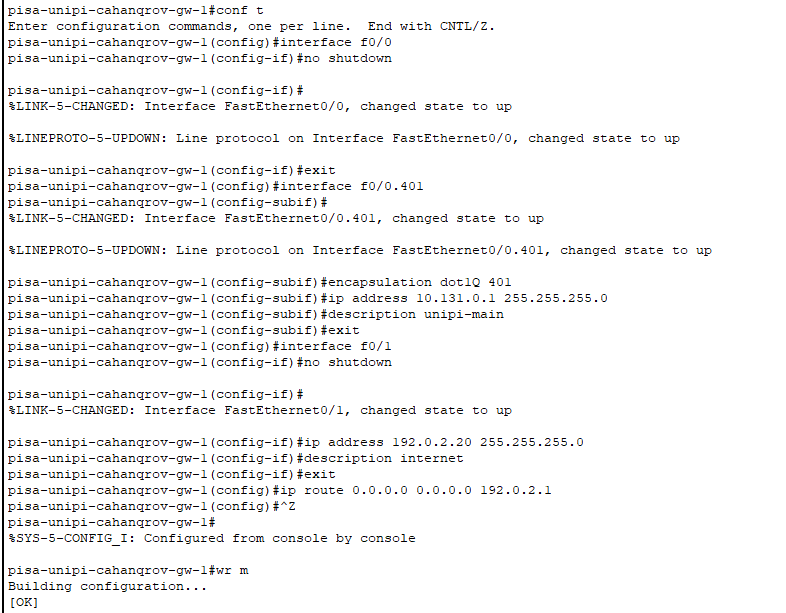 pisa-unipi-cahanqrov-gw-1#conf t
Enter configuration commands, one per line.  End with CNTL/Z.
pisa-unipi-cahanqrov-gw-1(config)#interface f0/0
pisa-unipi-cahanqrov-gw-1(config-if)#no shutdown
pisa-unipi-cahanqrov-gw-1(config-if)#
%LINK-5-CHANGED: Interface FastEthernet0/0, changed state to up
%LINEPROTO-5-UPDOWN: Line protocol on Interface FastEthernet0/0, changed state to up
pisa-unipi-cahanqrov-gw-1(config-if)#exit
pisa-unipi-cahanqrov-gw-1(config)#interface f0/0.401
pisa-unipi-cahanqrov-gw-1(config-subif)#
%LINK-5-CHANGED: Interface FastEthernet0/0.401, changed state to up
%LINEPROTO-5-UPDOWN: Line protocol on Interface FastEthernet0/0.401, changed state to up
pisa-unipi-cahanqrov-gw-1(config-subif)#encapsulation dot1Q 401
pisa-unipi-cahanqrov-gw-1(config-subif)#ip address 10.131.0.1 255.255.255.0
pisa-unipi-cahanqrov-gw-1(config-subif)#description unipi-main
pisa-unipi-cahanqrov-gw-1(config-subif)#exit
pisa-unipi-cahanqrov-gw-1(config)#interface f0/1
pisa-unipi-cahanqrov-gw-1(config-if)#no shutdown
pisa-unipi-cahanqrov-gw-1(config-if)#
%LINK-5-CHANGED: Interface FastEthernet0/1, changed state to up
pisa-unipi-cahanqrov-gw-1(config-if)#ip address 192.0.2.20 255.255.255.0
pisa-unipi-cahanqrov-gw-1(config-if)#description internet
pisa-unipi-cahanqrov-gw-1(config-if)#exit
pisa-unipi-cahanqrov-gw-1(config)#ip route 0.0.0.0 0.0.0.0 192.0.2.1
pisa-unipi-cahanqrov-gw-1(config)#^Z
pisa-unipi-cahanqrov-gw-1#
%SYS-5-CONFIG_I: Configured from console by console
pisa-unipi-cahanqrov-gw-1#wr m
Building configuration...
[OK]